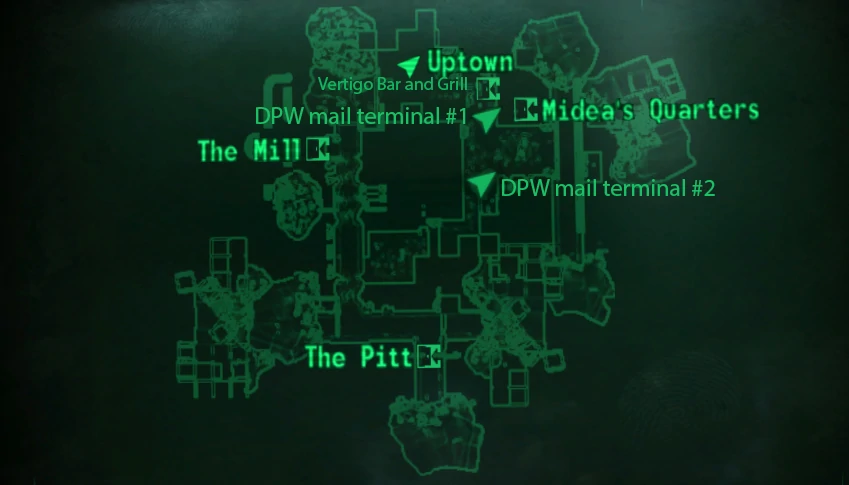 Uptown
Vertigo Bar and Grill
Midea's Quarters
DPW mail terminal #1
The Mill
DPW mail terminal #2
The Pitt